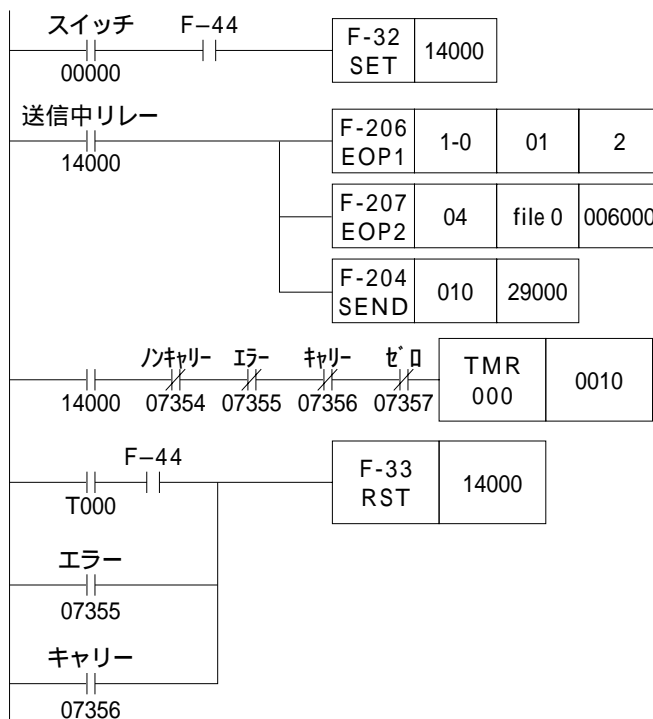 スイッチ F-44
00000
F-32 SET 14000
送信中リレー
14000
F-206 EOP1 1-0 01 2
F-207 EOP2 04 file 0 006000
F-204 SEND 010 29000
ノンキャリー エラー キャリー ゼロ
14000 07354 07355 07356 07357
TMR 000 0010
F-44
T000
F-33 RST 14000
エラー
07355
キャリー
07356